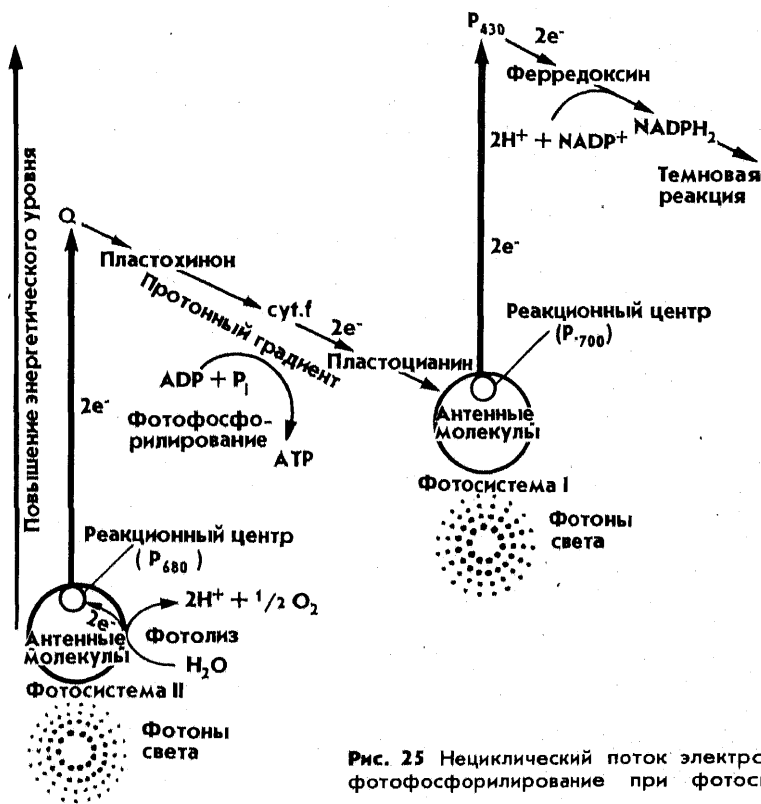 P430
2e-
Ферредоксин
2H+ + NADP+
NADPH2
Темновая
реакция
Повышение энергетического уровня
Q
Пластохинон
cyt.f
2e-
Пластоцианин
Протонный градиент
ADP + Pi
Фотофосфо-
рилирование
ATP
2e-
2e-
Реакционный центр
(P.700)
Антенные
молекулы
Фотосистема I
Фотоны
света
Реакционный центр
(P680)
2e-
2H+ + 1/2 O2
Фотолиз
H2O
Антенные
молекулы
Фотосистема II
Фотоны
света
Рис. 25 Нециклический поток
фотофосфорилирование при